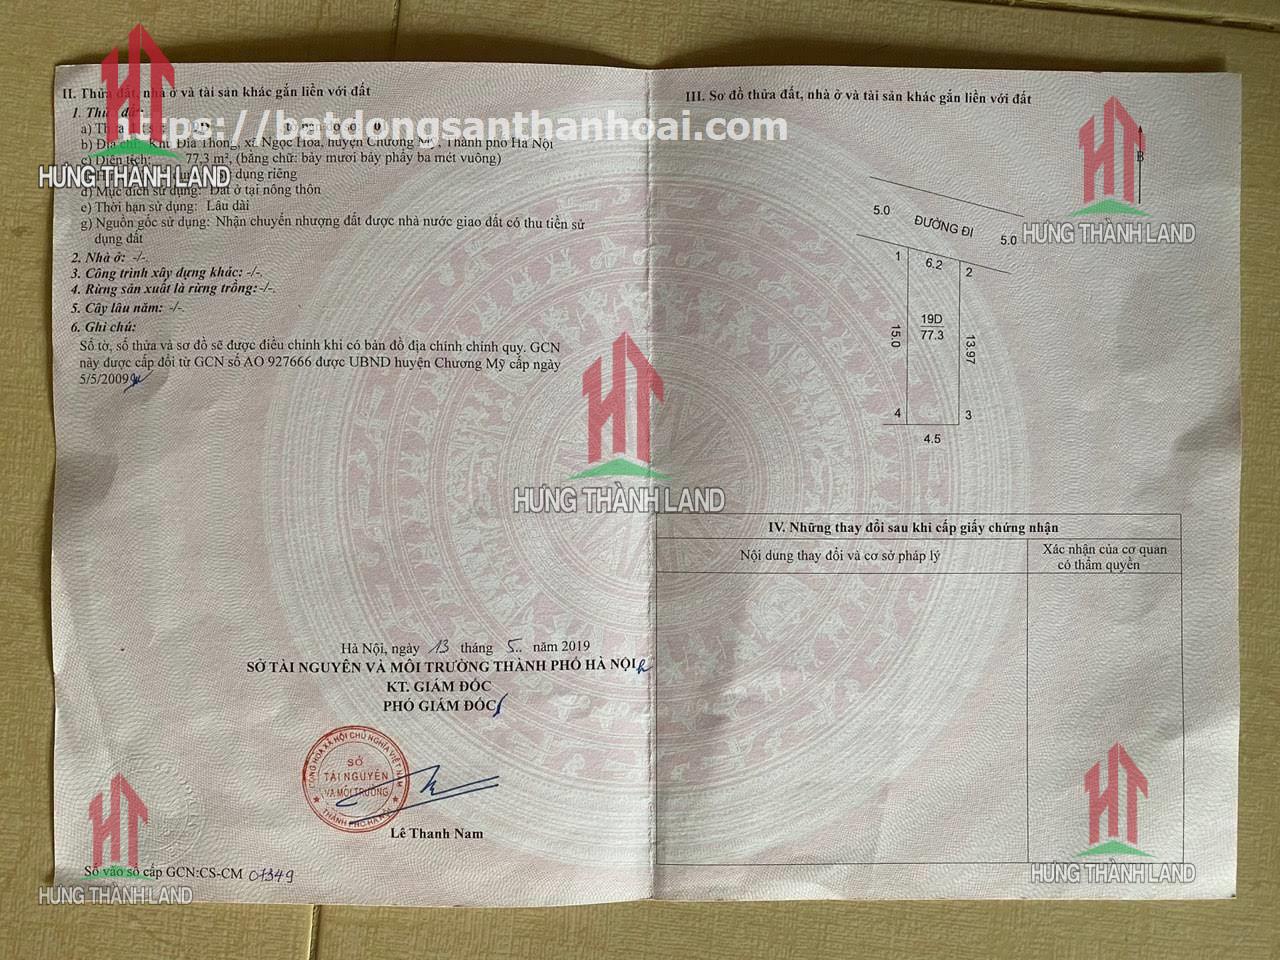 II. Thửa đất, nhà ở và tài sản khác gắn liền với đất
1. Thửa đất:
https://batdongsanthanhoai.com
b) Địa chỉ: Khu Đìa Thông, xã Ngọc Hòa, huyện Chương Mỹ, Thành phố Hà Nội
c) Diện tích: 77,3 m², (bằng chữ: bảy mươi bảy phẩy ba mét vuông)
dụng riêng
đ) Mục đích sử dụng: Đất ở tại nông thôn
e) Thời hạn sử dụng: Lâu dài
g) Nguồn gốc sử dụng: Nhận chuyển nhượng đất được nhà nước giao đất có thu tiền sử
dụng đất
2. Nhà ở: -/-.
3. Công trình xây dựng khác: -/-.
4. Rừng sản xuất là rừng trồng:-/-.
5. Cây lâu năm: -/-.
6. Ghi chú:
Số tờ, số thửa và sơ đồ sẽ được điều chỉnh khi có bản đồ địa chính chính quy. GCN
này được cấp đổi từ GCN số AO 927666 được UBND huyện Chương Mỹ cấp ngày
5/5/2009
Hà Nội, ngày 13 tháng 5.. năm 2019
SỞ TÀI NGUYÊN VÀ MÔI TRƯỜNG THÀNH PHỐ HÀ NỘI
KT. GIÁM ĐỐC
PHÓ GIÁM ĐỐC
CỘNG HÒA XÃ HỘI CHỦ NGHĨA VIỆT NAM
SỞ
TÀI NGUYÊN
VÀ MÔI TRƯỜNG
THÀNH PHỐ HÀ NỘI
Lê Thanh Nam
Số vào sổ cấp GCN:CS-CM 01349
III. Sơ đồ thửa đất, nhà ở và tài sản khác gắn liền với đất
B
5.0
ĐƯỜNG ĐI
5.0
1
6.2
2
19D
77.3
15.0
13.97
4
3
4.5
IV. Những thay đổi sau khi cấp giấy chứng nhận
Nội dung thay đổi và cơ sở pháp lý
Xác nhận của cơ quan
có thẩm quyền
HƯNG THÀNH LAND
HƯNG THÀNH LAND
HƯNG THÀNH LAND
HƯNG THÀNH LAND
HƯNG THÀNH LAND